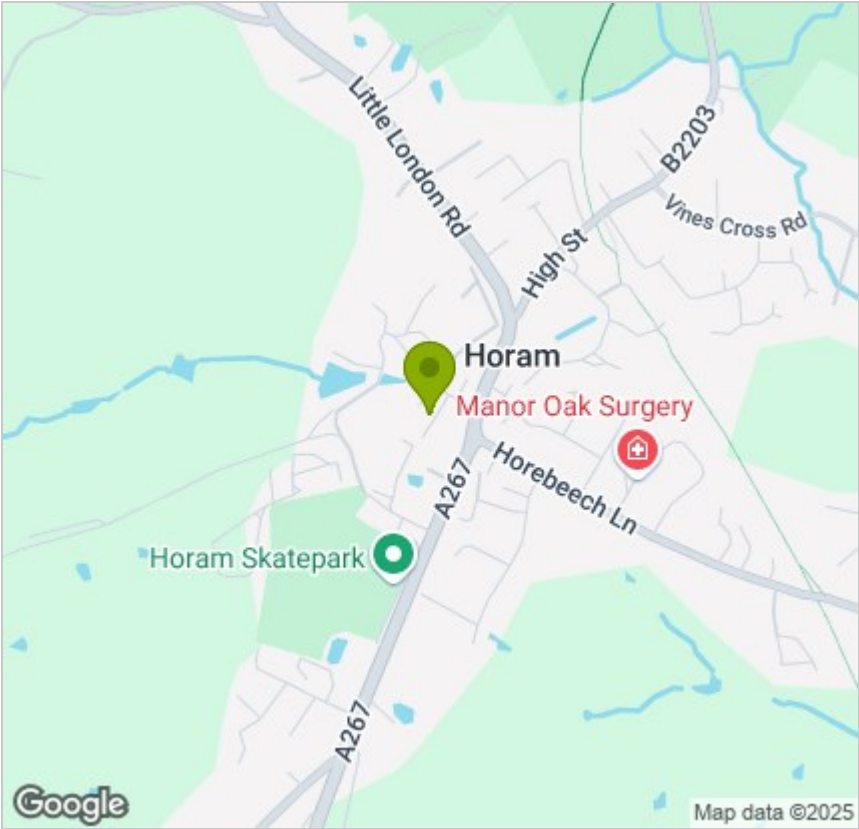 Little London Rd
B2203
Vines Cross Rd
High St
Horam
Manor Oak Surgery
Horebeech Ln
A267
Horam Skatepark
A267
Google
Map data ©2025